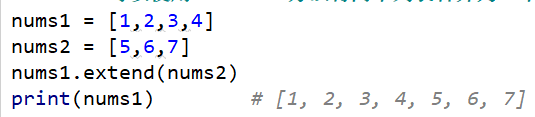 nums1 = [1,2,3,4]
nums2 = [5,6,7]
nums1.extend(nums2)
print(nums1)        # [1, 2, 3, 4, 5, 6, 7]